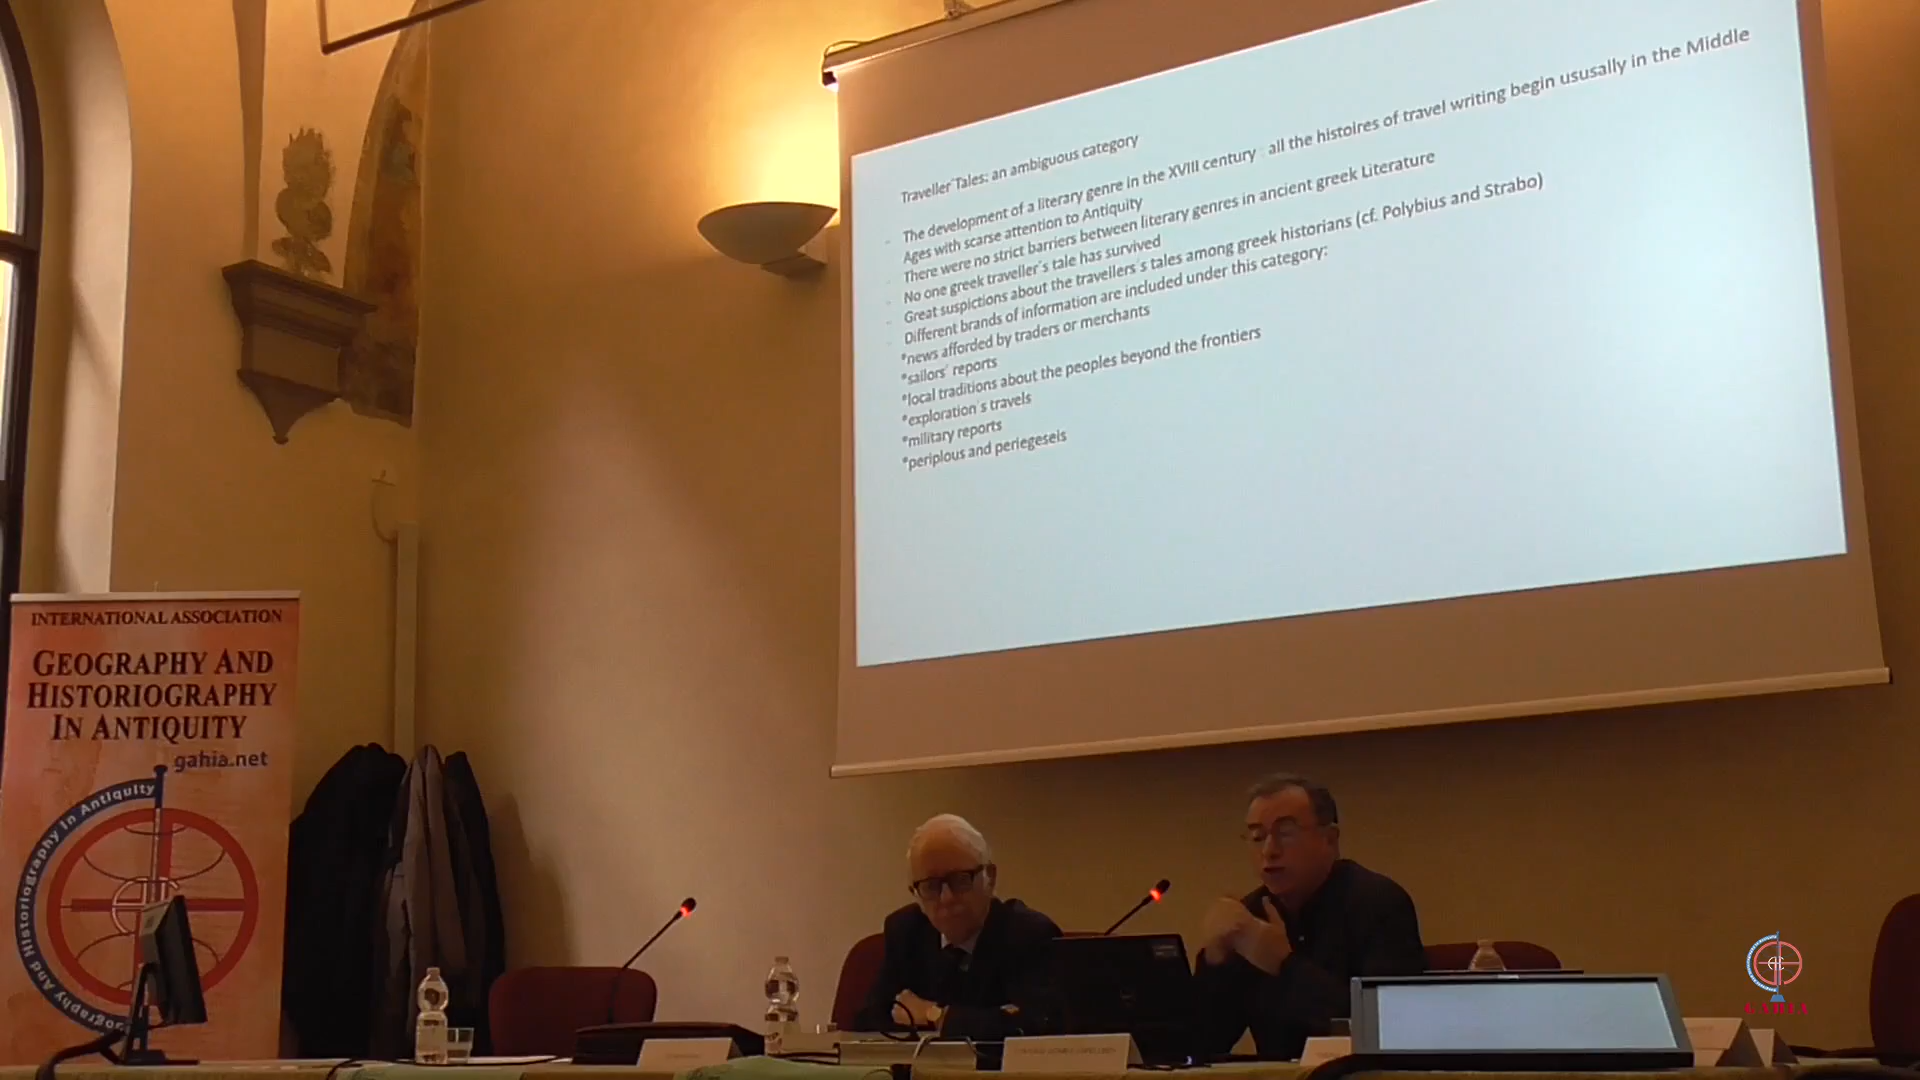 Traveller´Tales: an ambiguous category
- The development of a literary genre in the XVIII century : all the histoires of travel writing begin ususally in the Middle
Ages with scarse attention to Antiquity
- There were no strict barriers between literary genres in ancient greek Literature
- No one greek traveller´s tale has survived
- Great suspictions about the travellers´s tales among greek historians (cf. Polybius and Strabo)
- Different brands of information are included under this category:
*news afforded by traders or merchants
*sailors´ reports
*local traditions about the peoples beyond the frontiers
*exploration´s travels
*military reports
*periplous and periegeseis
INTERNATIONAL ASSOCIATION
GEOGRAPHY AND
HISTORIOGRAPHY
IN ANTIQUITY
gahia.net
Geography And Historiography In Antiquity
GAHIA